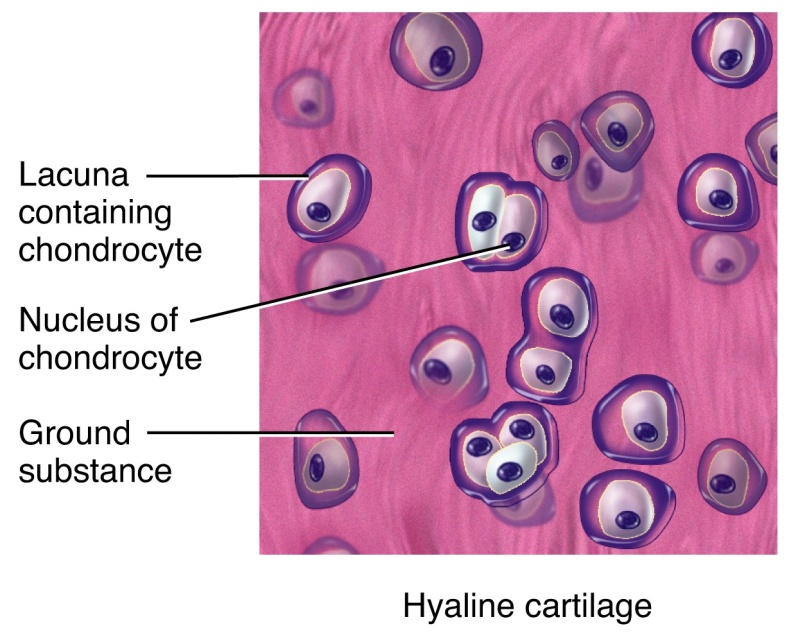 Lacuna
containing
chondrocyte
Nucleus of
chondrocyte
Ground
substance
Hyaline cartilage